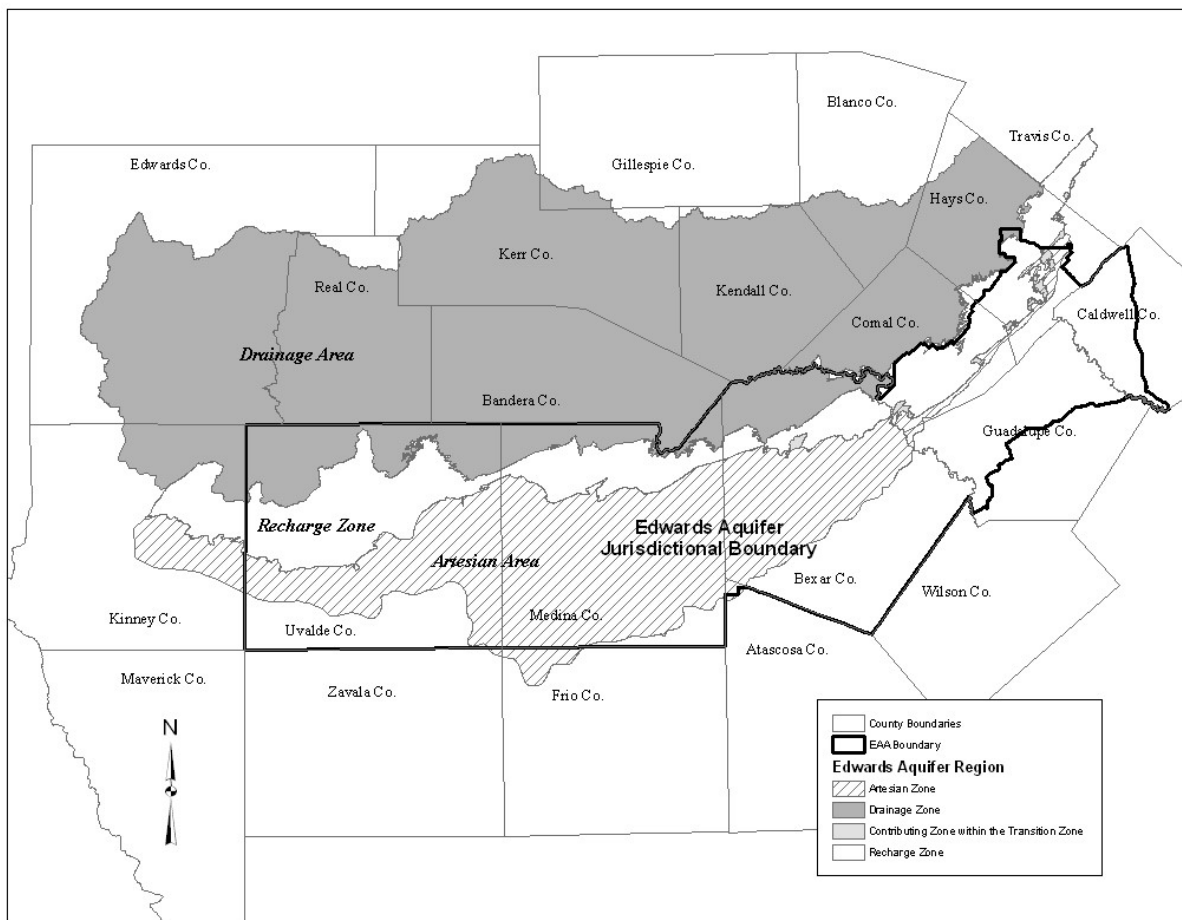 Blanco Co.
Travis Co.
Edwards Co.
Gillespie Co.
Hays Co.
Kerr Co.
Real Co.
Kendall Co.
Caldwell Co.
Comal Co.
Drainage Area
Bandera Co.
Guadalupe Co.
Recharge Zone
Edwards Aquifer
Jurisdictional Boundary
Artesian Area
Bexar Co.
Wilson Co.
Kinney Co.
Uvalde Co.
Medina Co.
Atascosa Co.
Maverick Co.
Zavala Co.
Frio Co.
N
County Boundaries
EAA Boundary
Edwards Aquifer Region
Artesian Zone
Drainage Zone
Contributing Zone within the Transition Zone
Recharge Zone